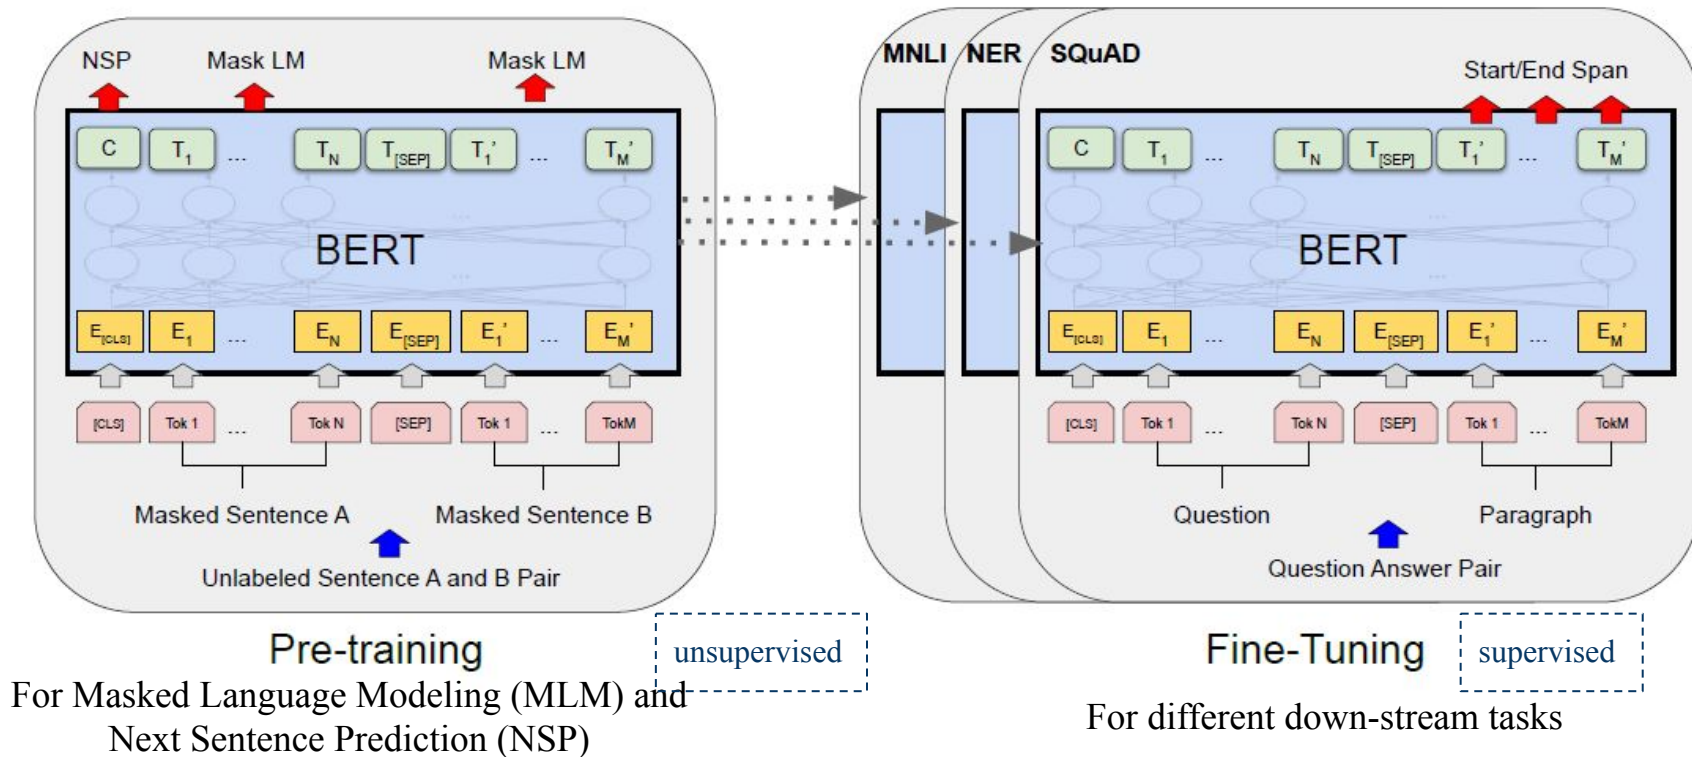 NSP Mask LM Mask LM
C T1 ... TN T[SEP] T1’ ... TM’
...
BERT
...
E[CLS] E1 ... EN E[SEP] E1’ ... EM’
[CLS] Tok 1 ... Tok N [SEP] Tok 1 ... TokM
Masked Sentence A Masked Sentence B
Unlabeled Sentence A and B Pair
Pre-training
unsupervised
For Masked Language Modeling (MLM) and
Next Sentence Prediction (NSP)
MNLI NER SQuAD
Start/End Span
C T1 ... TN T[SEP] T1’ ... TM’
...
BERT
...
E[CLS] E1 ... EN E[SEP] E1’ ... EM’
[CLS] Tok 1 ... Tok N [SEP] Tok 1 ... TokM
Question Paragraph
Question Answer Pair
Fine-Tuning
supervised
For different down-stream tasks